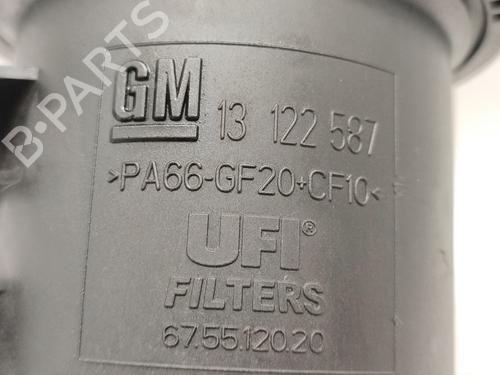 B-PARTS
GM 13 122 587
>PA66-GF20+CF10<
UFI®
FILTERS
67.55.120.20